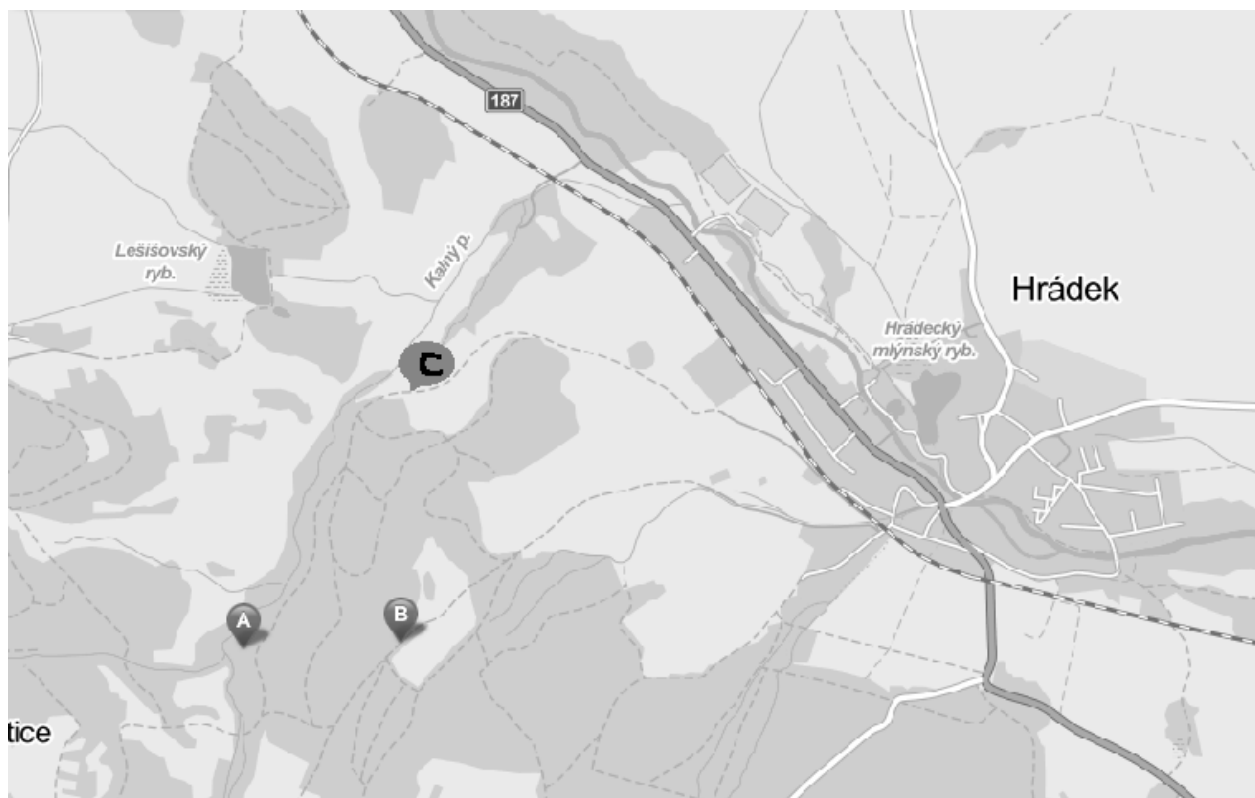 187
Lešišovský
ryb.
Kalný p.
Hrádek
Hrádecký
mlýnský ryb.
C
A
B
tice